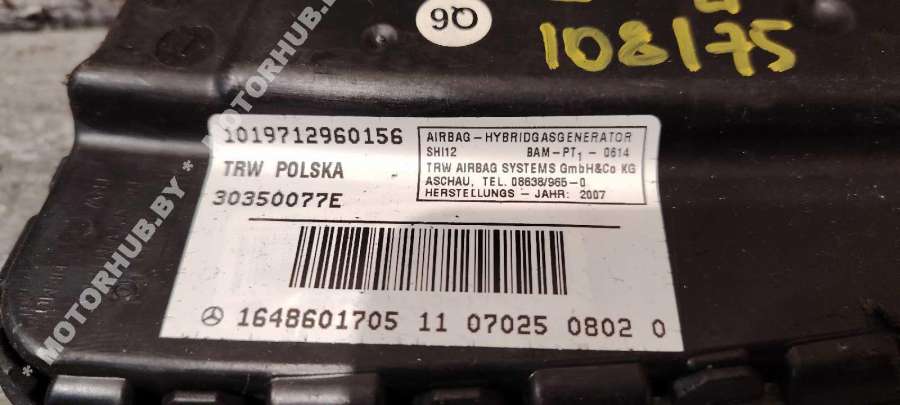 90
108175
1019712960156
TRW POLSKA
30350077E
AIRBAG – HYBRIDGASGENERATOR
SHI12 BAM–PT1 – 0614
TRW AIRBAG SYSTEMS GmbH&Co KG
ASCHAU, TEL. 08638/965–0
HERSTELLUNGS – JAHR: 2007
1648601705 11 070250 0802 0
* MOTORHUB.BY * MOTORHUB.BY *